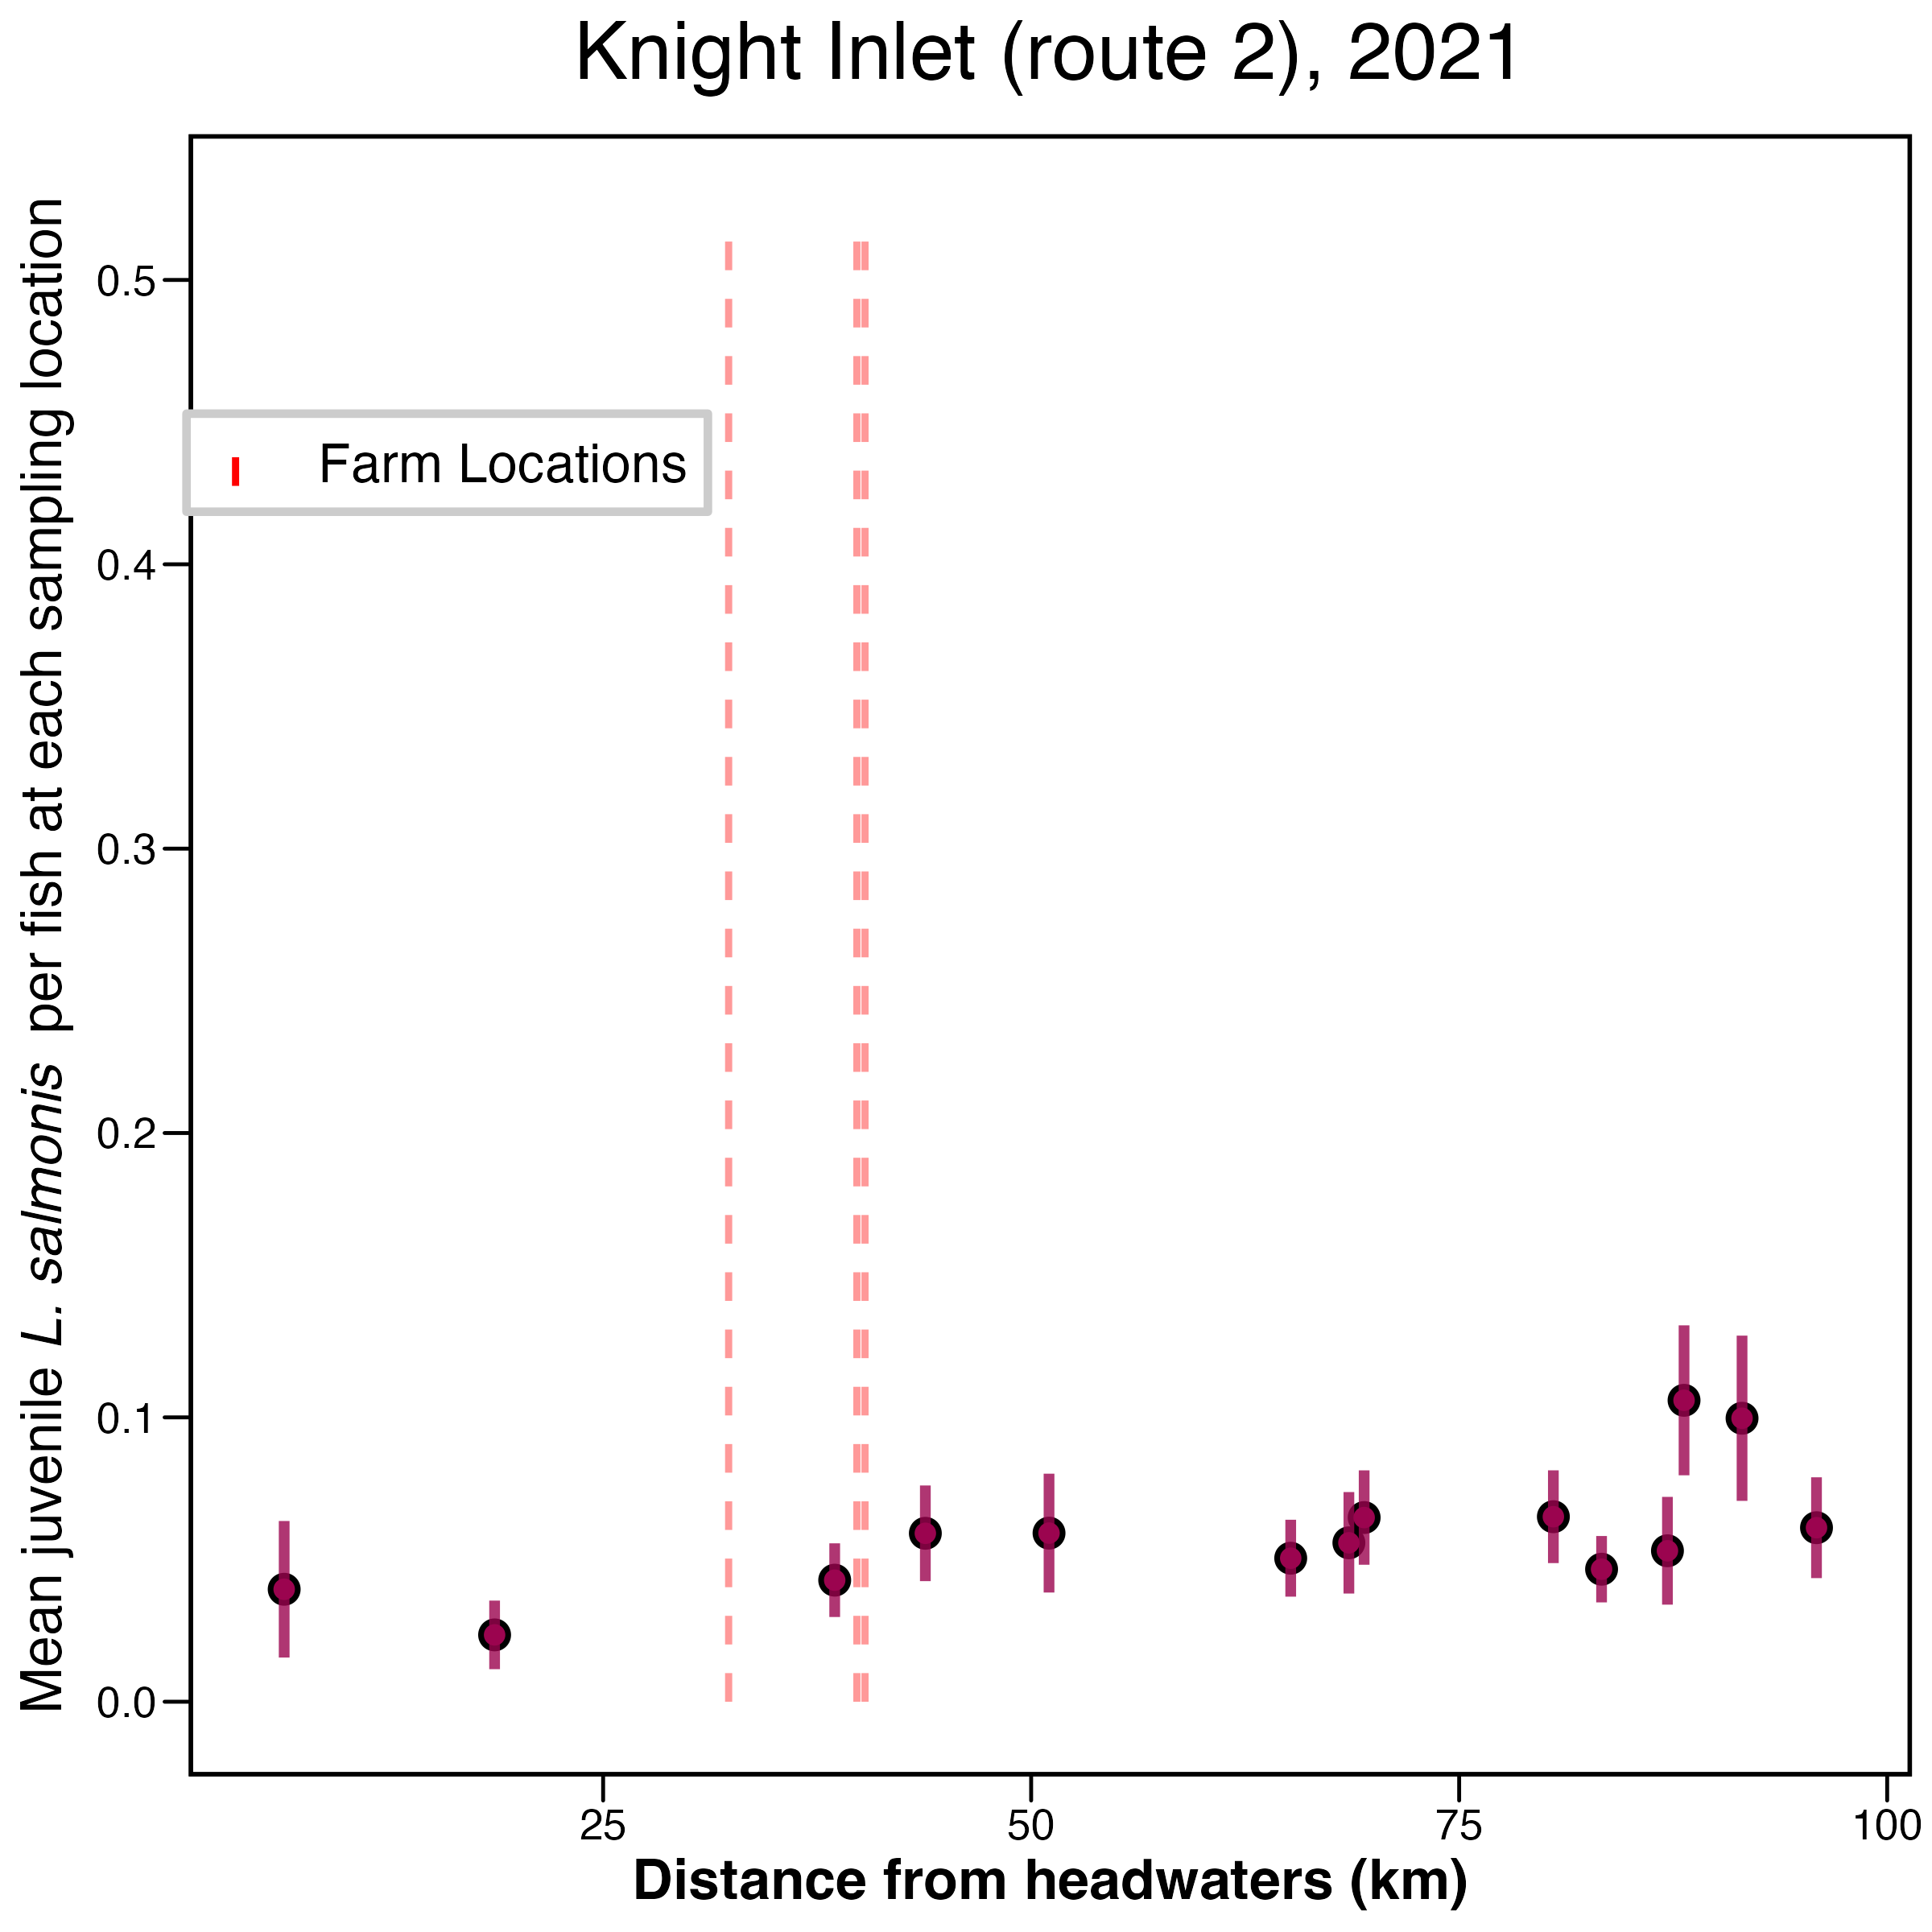 Knight Inlet (route 2), 2021
Mean juvenile L. salmonis per fish at each sampling location
0.5
0.4
0.3
0.2
0.1
0.0
Farm Locations
25 50 75 100
Distance from headwaters (km)